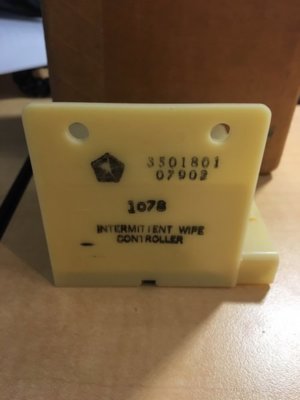 3501801
07902
1078
INTERMITTENT WIPE
CONTROLLER